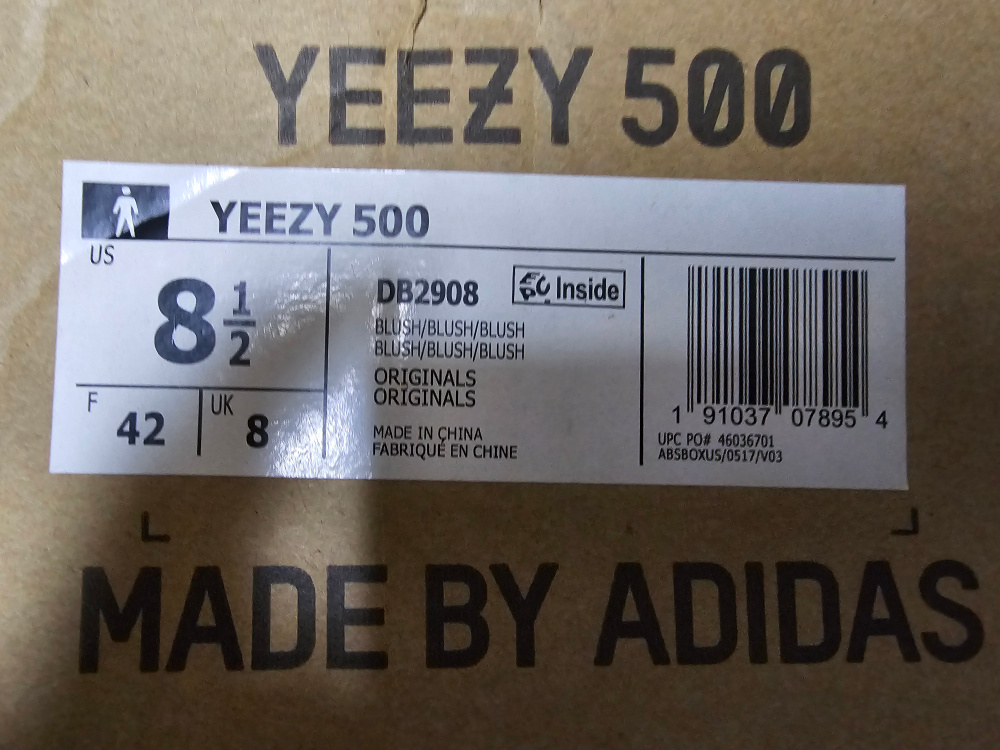 YEEZY 500
YEEZY 500
US
8 1/2
F
42
UK
8
DB2908
Inside
BLUSH/BLUSH/BLUSH
BLUSH/BLUSH/BLUSH
ORIGINALS
ORIGINALS
MADE IN CHINA
FABRIQUÉ EN CHINE
1 91037 07895 4
UPC PO# 46036701
ABSBOXUS/0517/V03
MADE BY ADIDAS